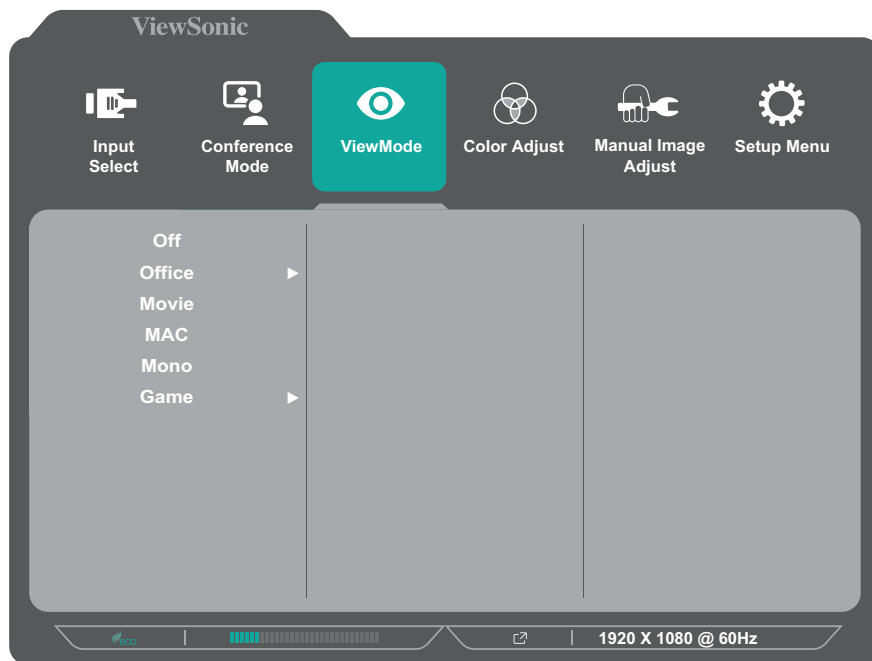 ViewSonic
Input
Select
Conference
Mode
ViewMode
Color Adjust
Manual Image
Adjust
Setup Menu
Off
Office
Movie
MAC
Mono
Game
eco
1920 X 1080 @ 60Hz